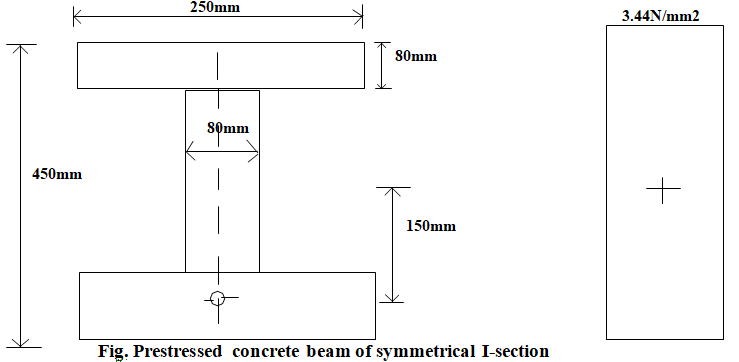 250mm
3.44N/mm2
80mm
80mm
450mm
150mm
Fig. Prestressed concrete beam of symmetrical I-section